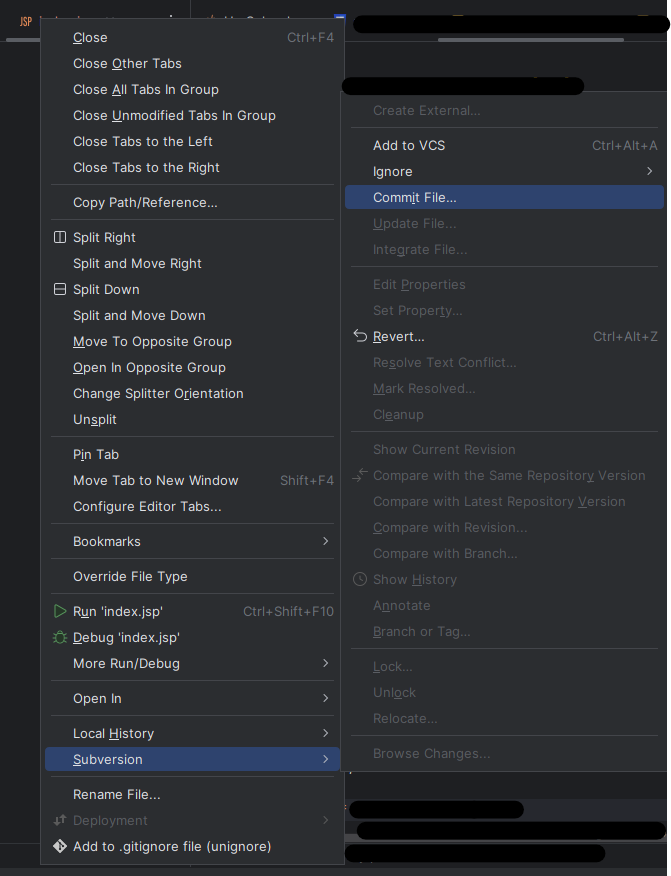 JSP
Close Ctrl+F4
Close Other Tabs
Close All Tabs In Group
Close Unmodified Tabs In Group
Close Tabs to the Left
Close Tabs to the Right
Copy Path/Reference...
Split Right
Split and Move Right
Split Down
Split and Move Down
Move To Opposite Group
Open In Opposite Group
Change Splitter Orientation
Unsplit
Pin Tab
Move Tab to New Window Shift+F4
Configure Editor Tabs...
Bookmarks
Override File Type
Run 'index.jsp' Ctrl+Shift+F10
Debug 'index.jsp'
More Run/Debug
Open In
Local History
Subversion
Rename File...
Deployment
Add to .gitignore file (unignore)
Create External...
Add to VCS Ctrl+Alt+A
Ignore
Commit File...
Update File...
Integrate File...
Edit Properties
Set Property...
Revert... Ctrl+Alt+Z
Resolve Text Conflict...
Mark Resolved...
Cleanup
Show Current Revision
Compare with the Same Repository Version
Compare with Latest Repository Version
Compare with Revision...
Compare with Branch...
Show History
Annotate
Branch or Tag...
Lock...
Unlock
Relocate...
Browse Changes...